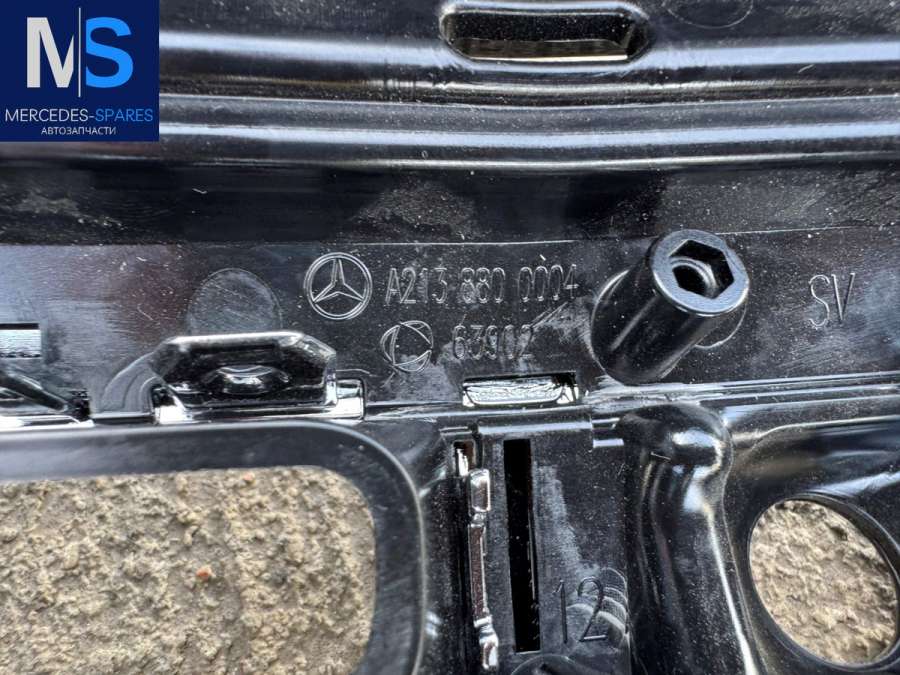 MS
MERCEDES-SPARES
АВТОЗАПЧАСТИ
A213 880 0004
63902
SV
12